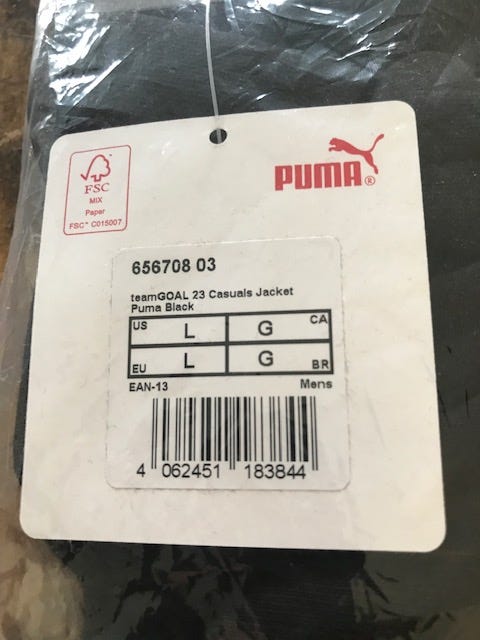 FSC
MIX
Paper
FSC™ C015007
PUMA®
656708 03
teamGOAL 23 Casuals Jacket
Puma Black
US L G CA
EU L G BR
EAN-13 Mens
4 062451 183844